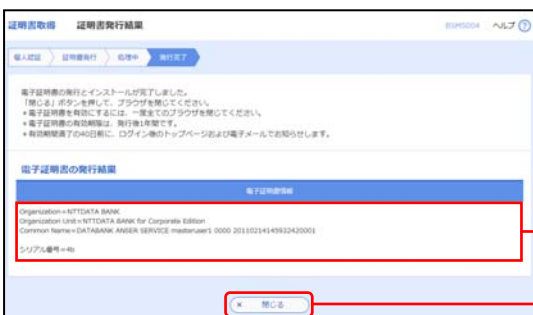 証明書取得 証明書発行結果 BSMS004 ヘルプ ?
個人認証 証明書発行 処理中 発行完了
電子証明書の発行とインストールが完了しました。
「閉じる」ボタンを押して、ブラウザを閉じてください。
*電子証明書を有効にするには、一度全てのブラウザを閉じてください。
*電子証明書の有効期限は、発行後1年間です。
*有効期間満了の40日前に、ログイン後のトップページおよび電子メールでお知らせします。
電子証明書の発行結果
電子証明書情報
Organization=NTTDATA BANK
Organization Unit=NTTDATA BANK for Corporate Edition
Common Name=DATABANK ANSER SERVICE masteruser1 0000 20110214145932420001
シリアル番号=4b
× 閉じる